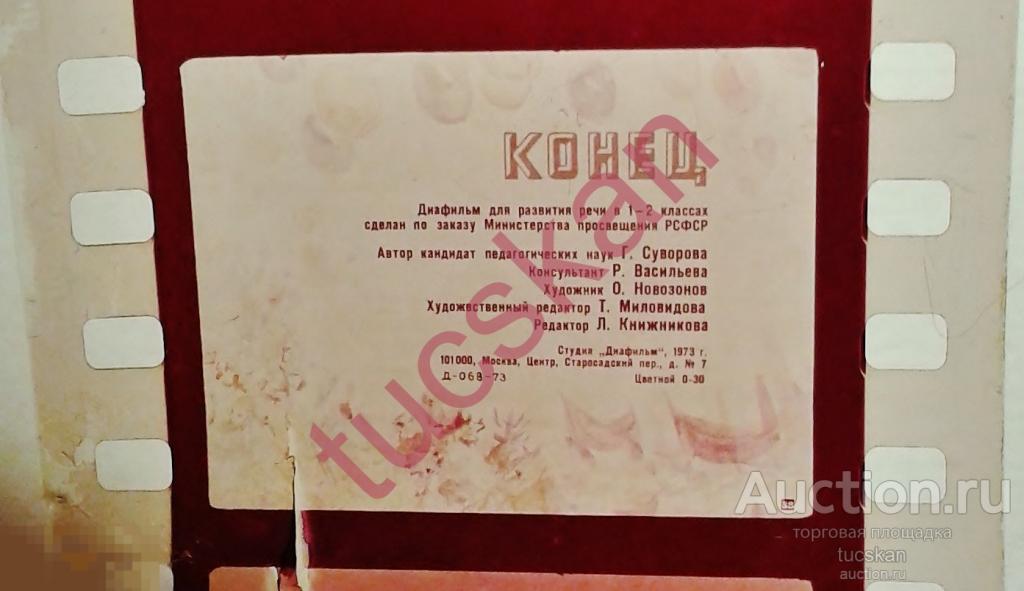 КОНЕЦ
Диафильм для развития речи в 1-2 классах
сделан по заказу Министерства просвещения РСФСР
Автор кандидат педагогических наук Г. Суворова
Консультант Р. Васильева
Художник О. Новозонов
Художественный редактор Т. Миловидова
Редактор Л. Книжникова
Студия „Диафильм", 1973 г.
101000, Москва, Центр, Старосадский пер., д. № 7
Д-068-73
Цветной 0-30
tucskan
Auction.ru
торговая площадка
tucskan
auction.ru